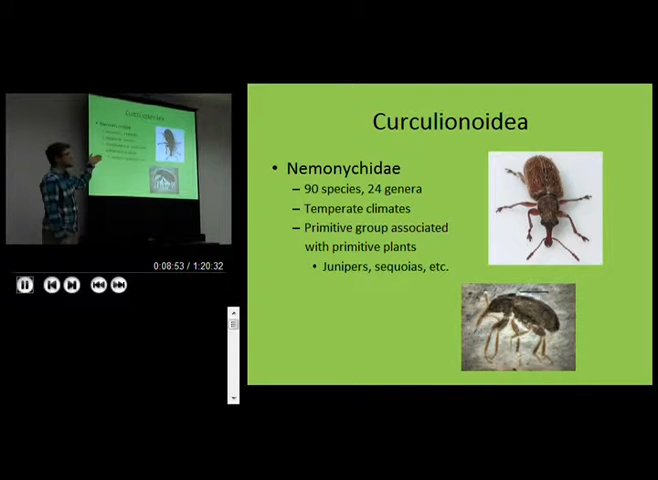 Curculionoidea
• Nemonychidae
– 90 species, 24 genera
– Temperate climates
– Primitive group associated
with primitive plants
• Junipers, sequoias, etc.
0:08:53 / 1:20:32